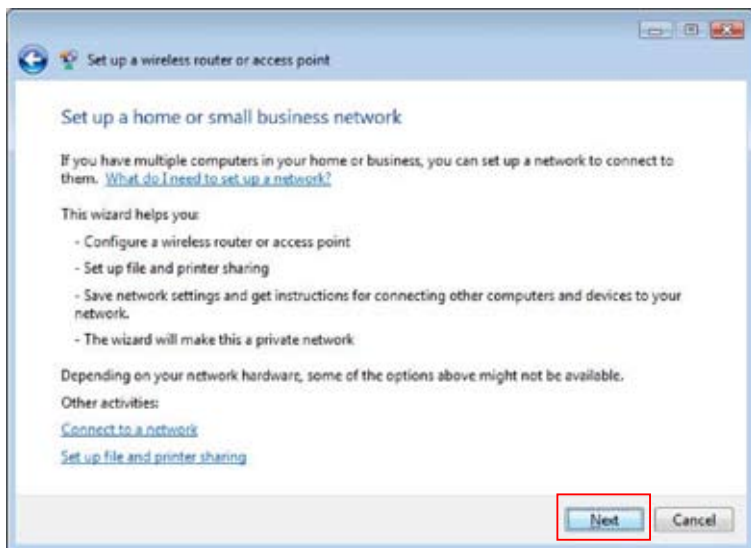 Set up a wireless router or access point
Set up a home or small business network
If you have multiple computers in your home or business, you can set up a network to connect to
them. What do I need to set up a network?
This wizard helps you:
- Configure a wireless router or access point
- Set up file and printer sharing
- Save network settings and get instructions for connecting other computers and devices to your
network.
- The wizard will make this a private network
Depending on your network hardware, some of the options above might not be available.
Other activities:
Connect to a network
Set up file and printer sharing
Next Cancel